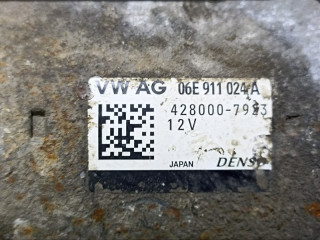 VW AG 06E 911 024 A
428000-7993
12V
JAPAN DENSO